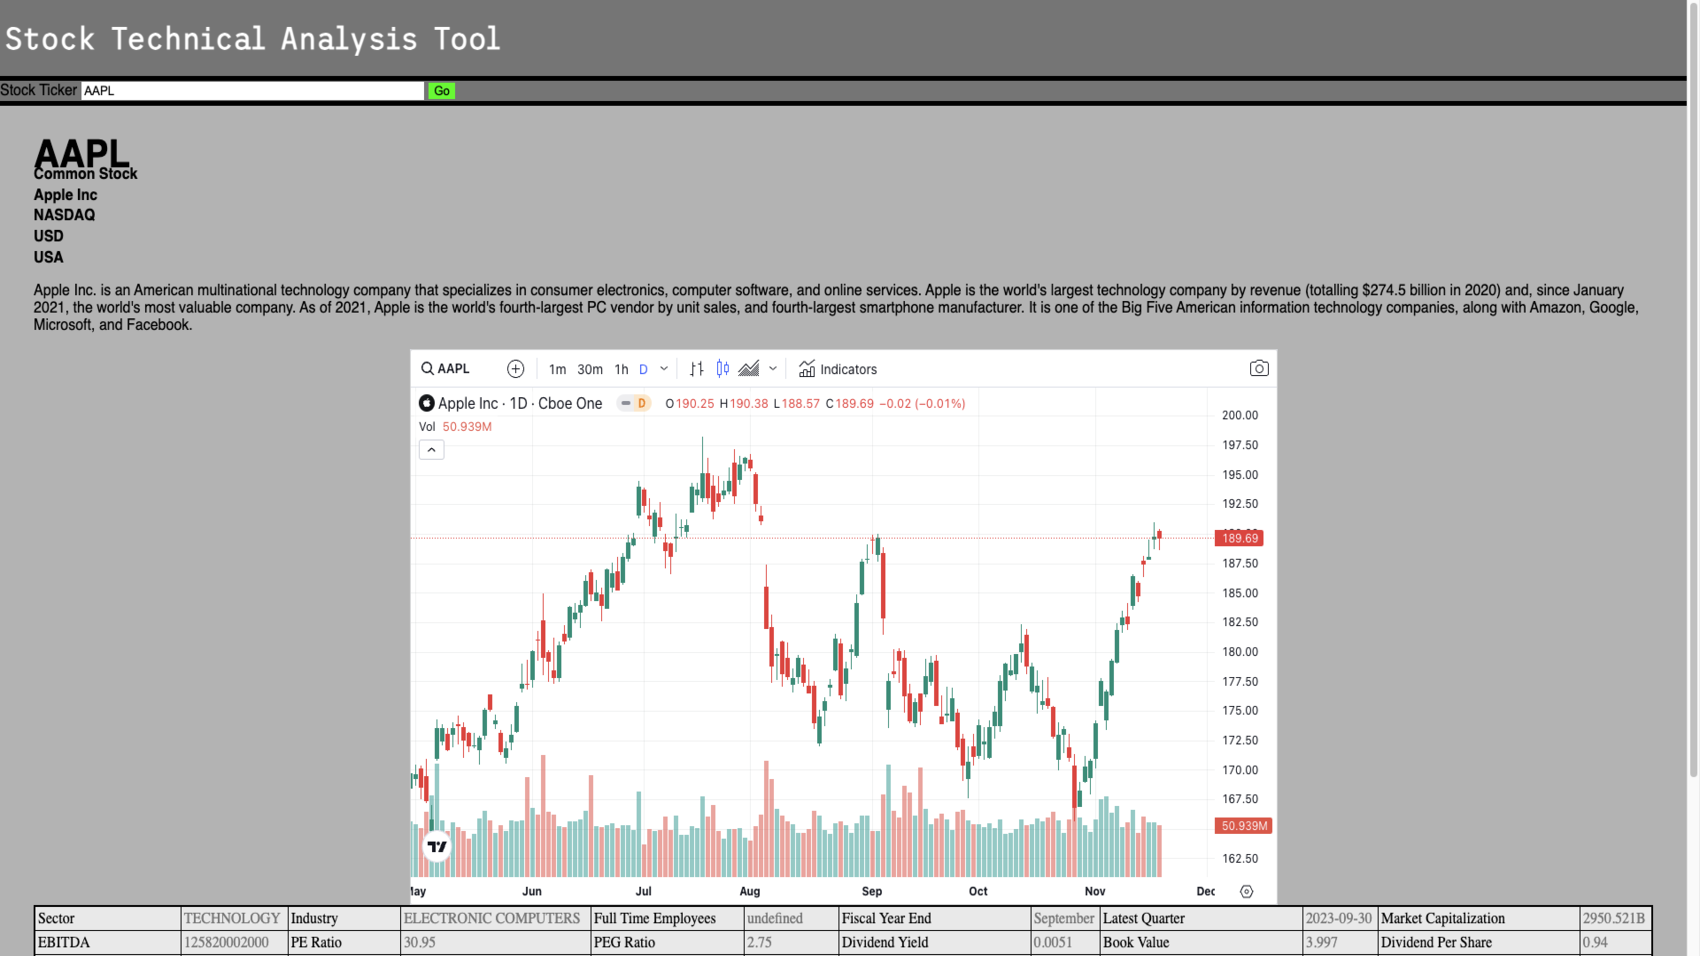 Stock Technical Analysis Tool
Stock Ticker AAPL Go
AAPL
Common Stock
Apple Inc
NASDAQ
USD
USA
Apple Inc. is an American multinational technology company that specializes in consumer electronics, computer software, and online services. Apple is the world's largest technology company by revenue (totalling $274.5 billion in 2020) and, since January
2021, the world's most valuable company. As of 2021, Apple is the world's fourth-largest PC vendor by unit sales, and fourth-largest smartphone manufacturer. It is one of the Big Five American information technology companies, along with Amazon, Google,
Microsoft, and Facebook.
AAPL 1m 30m 1h D Indicators
Apple Inc · 1D · Cboe One D O190.25 H190.38 L188.57 C189.69 −0.02 (−0.01%)
Vol 50.939M
200.00
197.50
195.00
192.50
189.69
187.50
185.00
182.50
180.00
177.50
175.00
172.50
170.00
167.50
50.939M
162.50
May Jun Jul Aug Sep Oct Nov Dec
Sector TECHNOLOGY Industry ELECTRONIC COMPUTERS Full Time Employees undefined Fiscal Year End September Latest Quarter 2023-09-30 Market Capitalization 2950.521B
EBITDA 125820002000 PE Ratio 30.95 PEG Ratio 2.75 Dividend Yield 0.0051 Book Value 3.997 Dividend Per Share 0.94